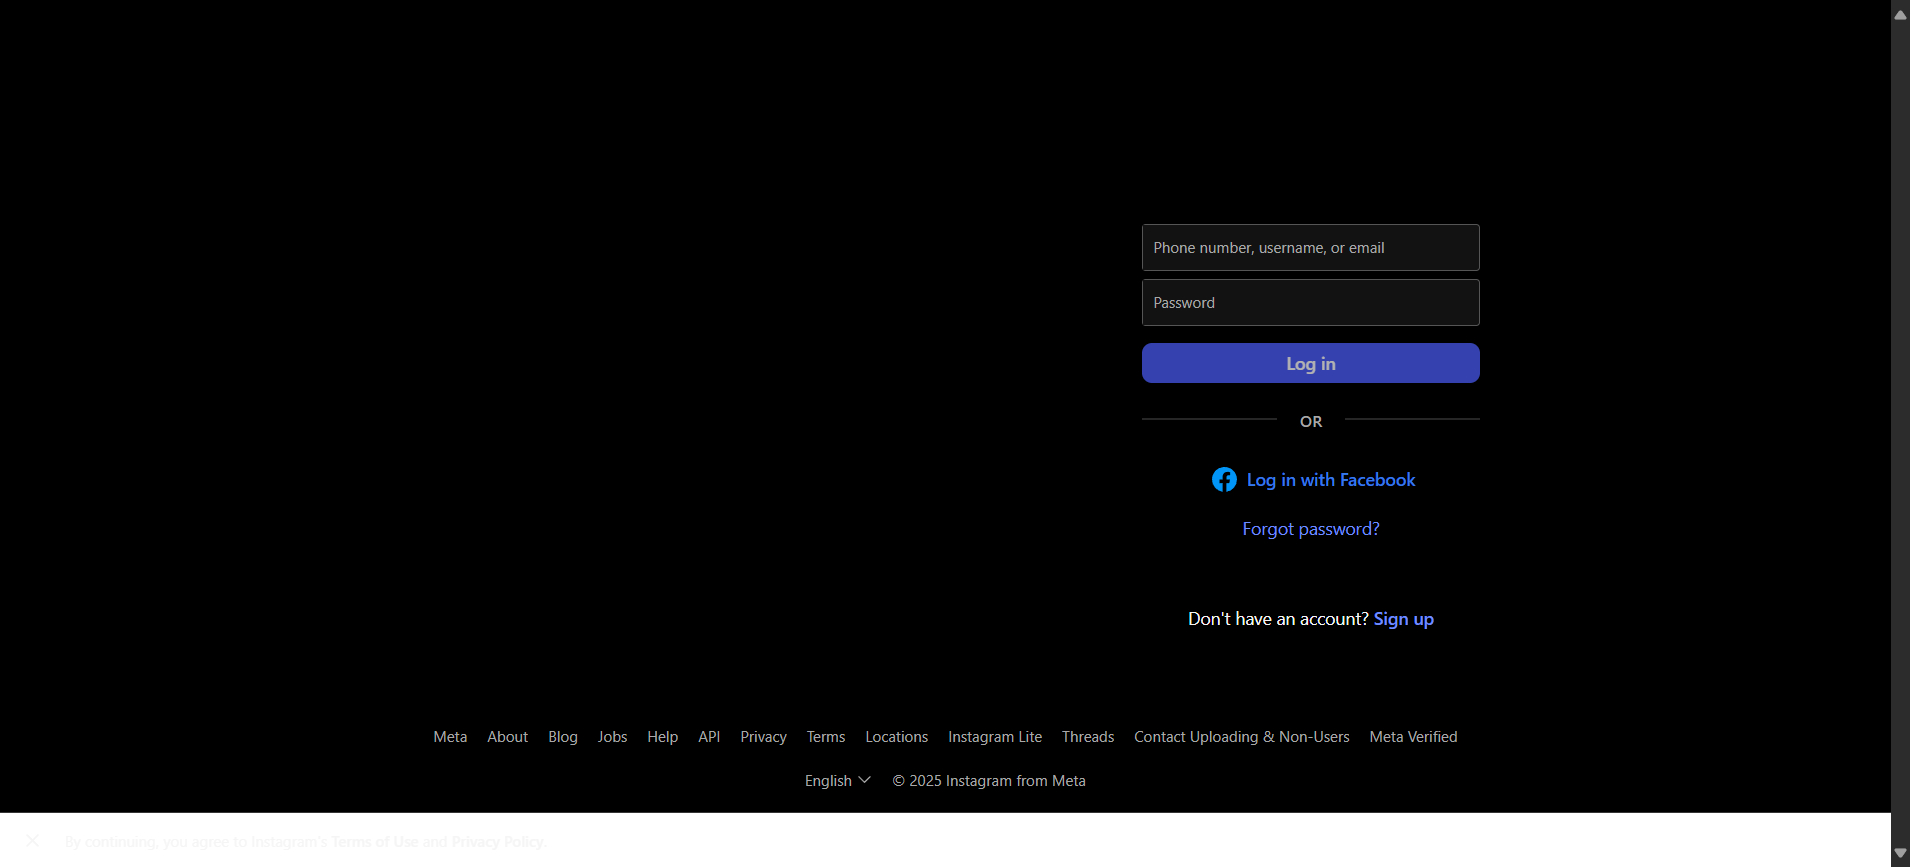 Phone number, username, or email
Password
Log in
OR
Log in with Facebook
Forgot password?
Don't have an account? Sign up
Meta About Blog Jobs Help API Privacy Terms Locations Instagram Lite Threads Contact Uploading & Non-Users Meta Verified
English © 2025 Instagram from Meta
By continuing, you agree to Instagram's Terms of Use and Privacy Policy.